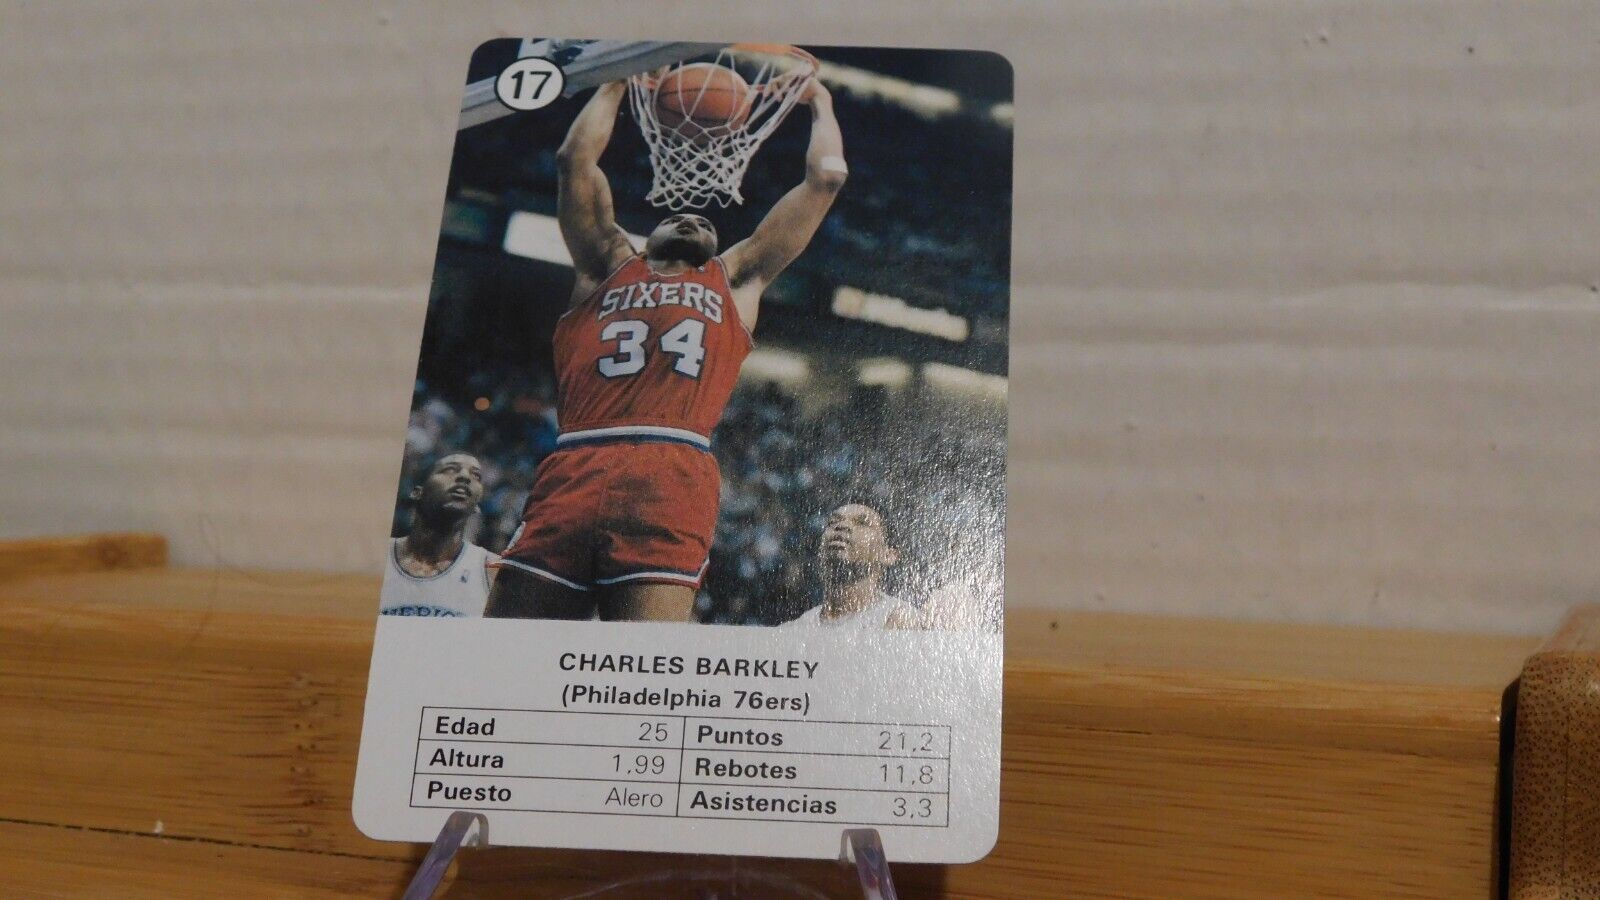 17
SIXERS
34
CHARLES BARKLEY
(Philadelphia 76ers)
Edad 25 Puntos 21,2
Altura 1,99 Rebotes 11,8
Puesto Alero Asistencias 3,3